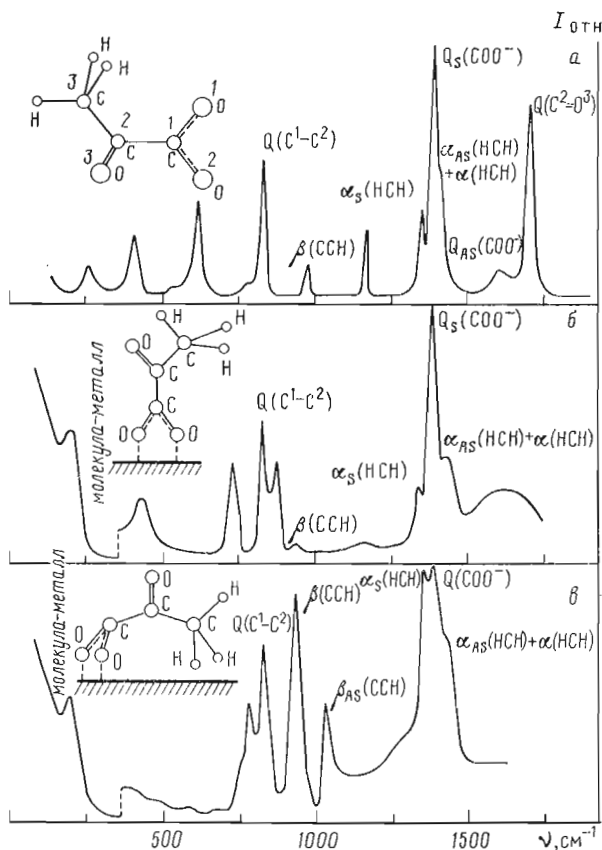 I ОТН
а
H
H
3
H
C
2
C
3
O
1
C
1
O
2
O
Q(C¹–C²)
β(CCH)
αS(HCH)
QS(COO⁻)
αAS(HCH)
+α(HCH)
QAS(COO⁻)
Q(C²=O³)
б
молекула-металл
H
H
H
O
C
C
C
O
O
Q(C¹–C²)
β(CCH)
αS(HCH)
QS(COO⁻)
αAS(HCH)+α(HCH)
в
молекула-металл
O
C
C
C
O
O
H
H
H
Q(C¹–C²)
β(CCH)
αS(HCH)
Q(COO⁻)
βAS(CCH)
αAS(HCH)+α(HCH)
500
1000
1500
ν, см⁻¹